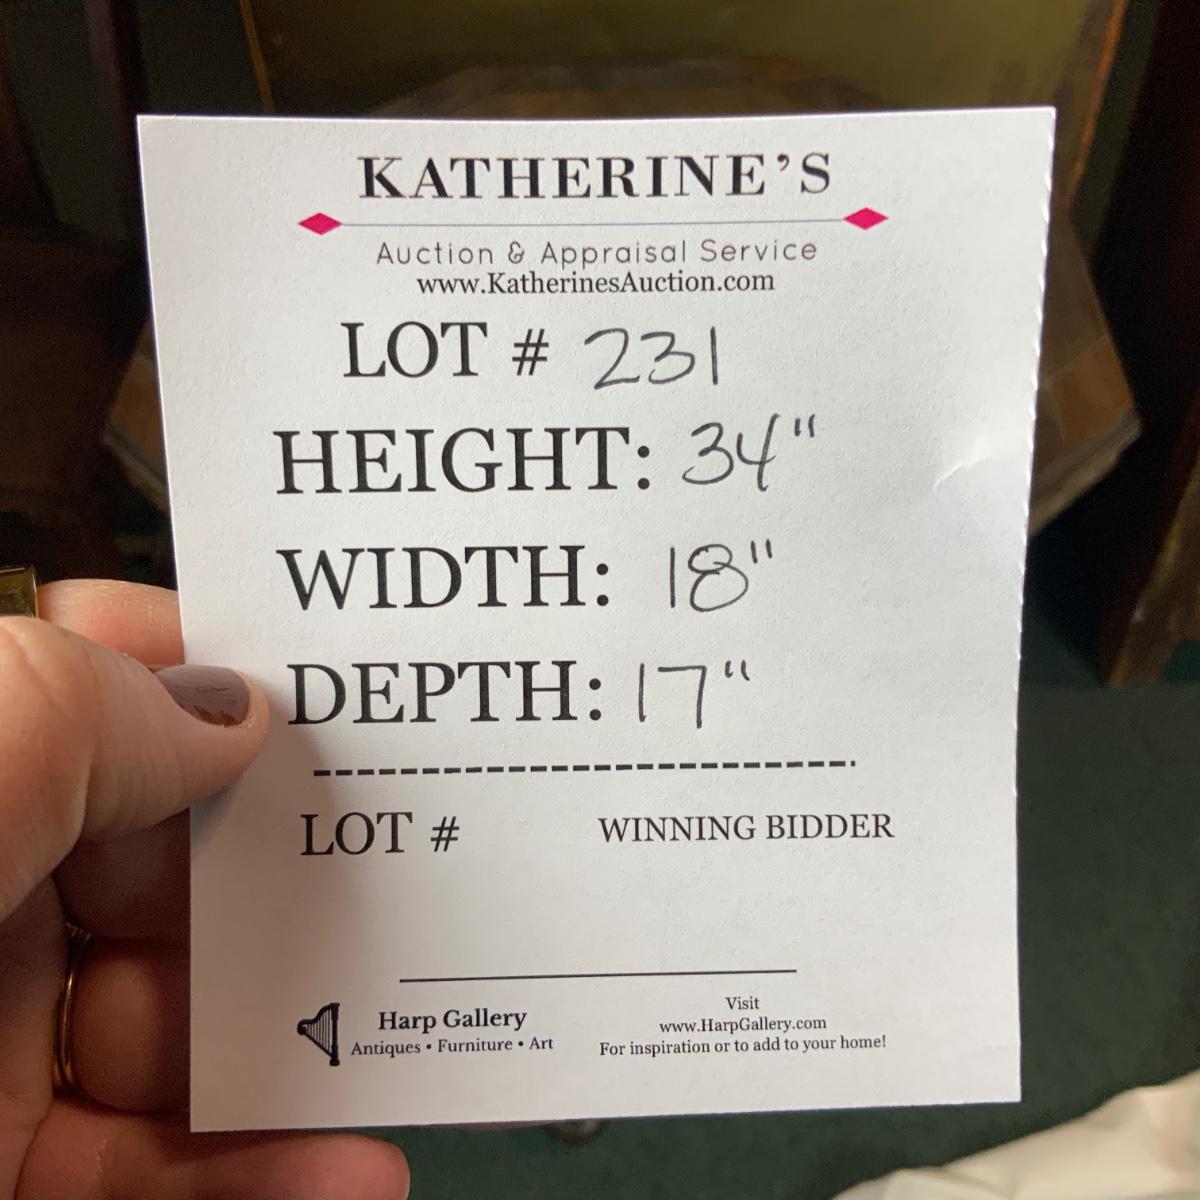 KATHERINE'S
Auction & Appraisal Service
www.KatherinesAuction.com
LOT # 231
HEIGHT: 34"
WIDTH: 18"
DEPTH: 17"
LOT # WINNING BIDDER
Harp Gallery
Antiques • Furniture • Art
Visit
www.HarpGallery.com
For inspiration or to add to your home!